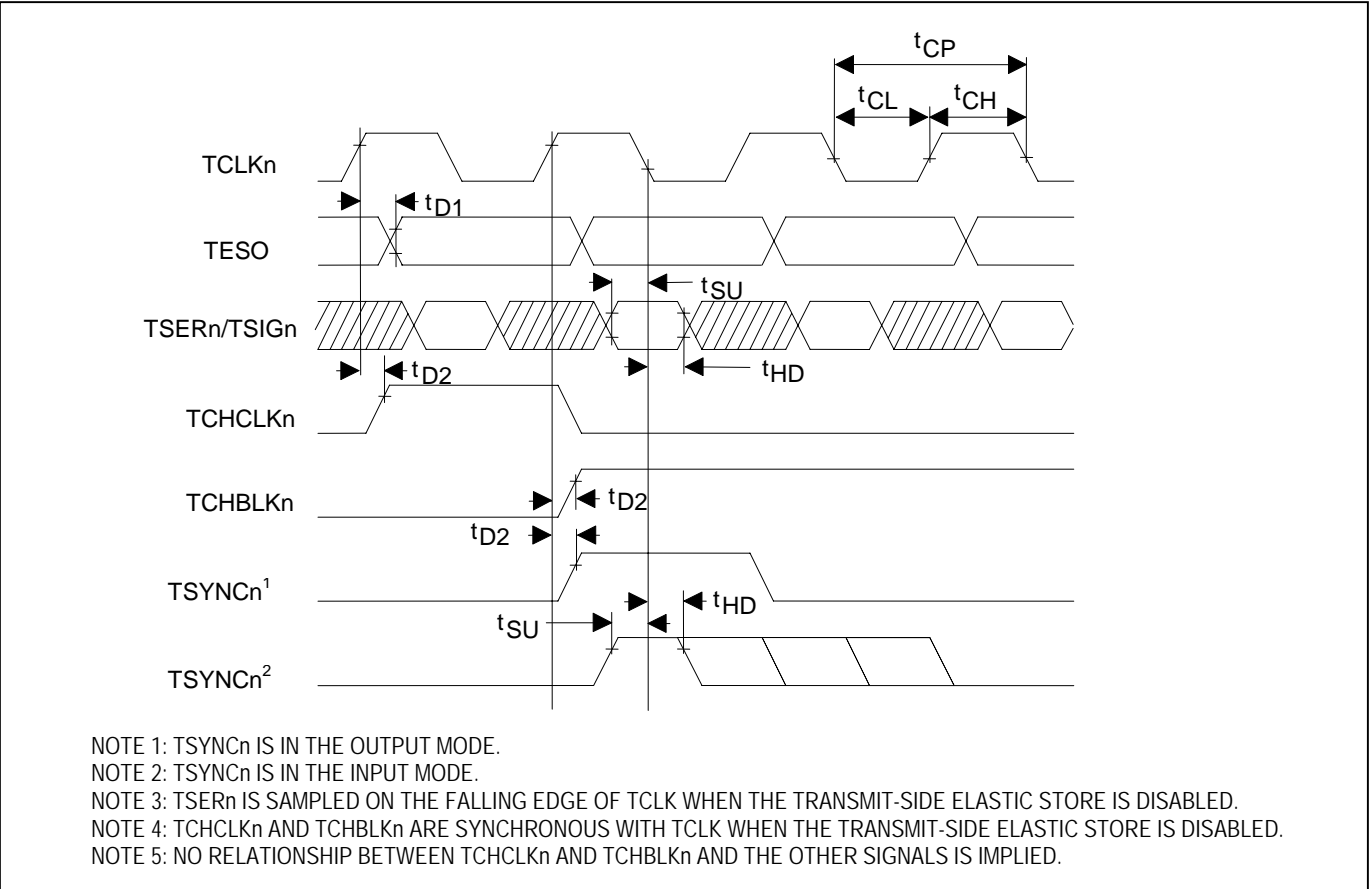 tCP
tCL tCH
TCLKn
tD1
TESO
tSU
TSERn/TSIGn
tD2 tHD
TCHCLKn
TCHBLKn tD2
tD2
TSYNCn¹
tHD
tSU
TSYNCn²
NOTE 1: TSYNCn IS IN THE OUTPUT MODE.
NOTE 2: TSYNCn IS IN THE INPUT MODE.
NOTE 3: TSERn IS SAMPLED ON THE FALLING EDGE OF TCLK WHEN THE TRANSMIT-SIDE ELASTIC STORE IS DISABLED.
NOTE 4: TCHCLKn AND TCHBLKn ARE SYNCHRONOUS WITH TCLK WHEN THE TRANSMIT-SIDE ELASTIC STORE IS DISABLED.
NOTE 5: NO RELATIONSHIP BETWEEN TCHCLKn AND TCHBLKn AND THE OTHER SIGNALS IS IMPLIED.